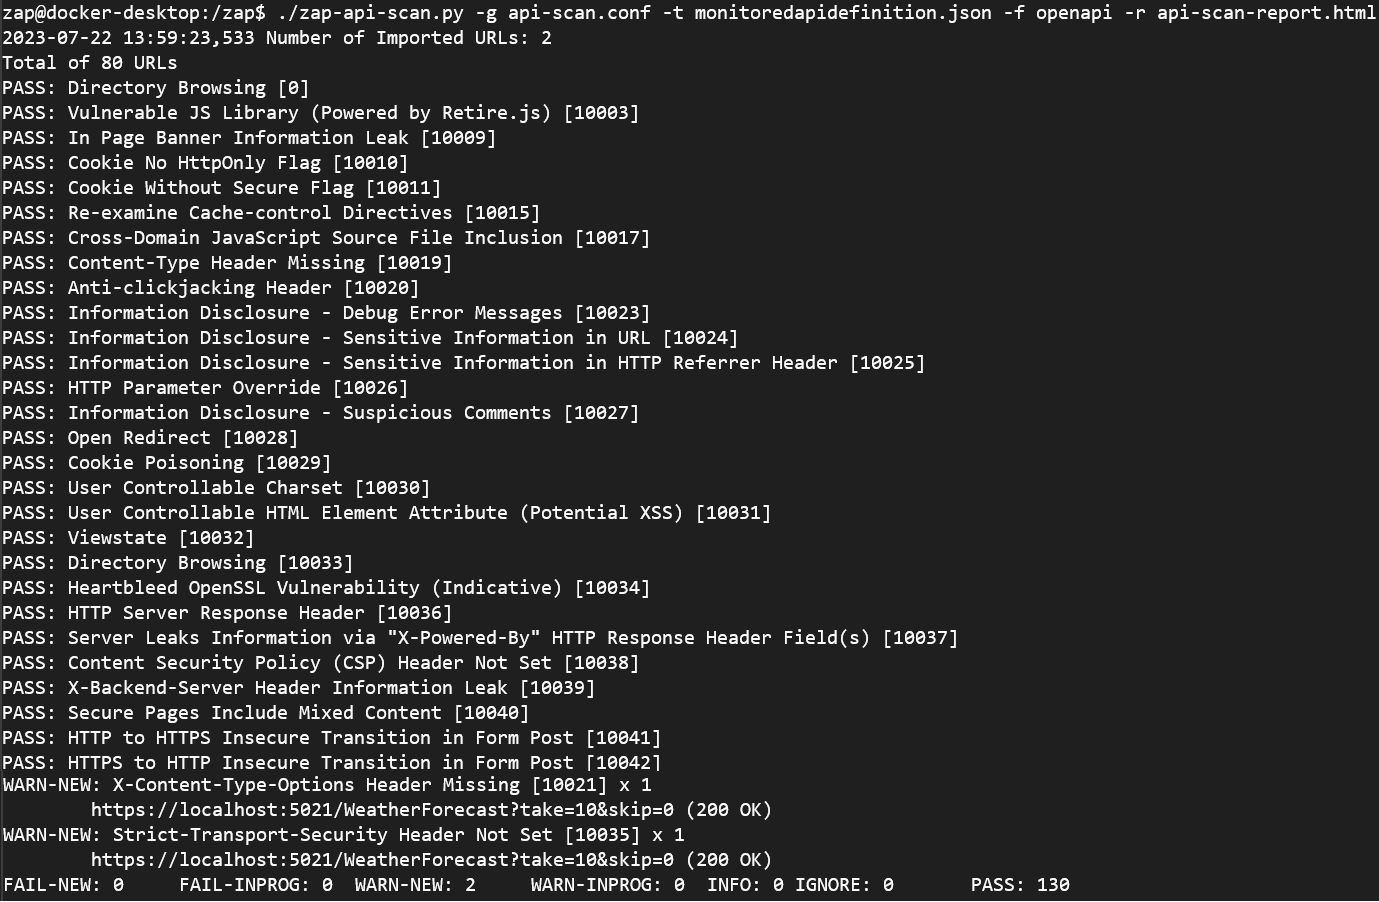 zap@docker-desktop:/zap$ ./zap-api-scan.py -g api-scan.conf -t monitoredapidefinition.json -f openapi -r api-scan-report.html
2023-07-22 13:59:23,533 Number of Imported URLs: 2
Total of 80 URLs
PASS: Directory Browsing [0]
PASS: Vulnerable JS Library (Powered by Retire.js) [10003]
PASS: In Page Banner Information Leak [10009]
PASS: Cookie No HttpOnly Flag [10010]
PASS: Cookie Without Secure Flag [10011]
PASS: Re-examine Cache-control Directives [10015]
PASS: Cross-Domain JavaScript Source File Inclusion [10017]
PASS: Content-Type Header Missing [10019]
PASS: Anti-clickjacking Header [10020]
PASS: Information Disclosure - Debug Error Messages [10023]
PASS: Information Disclosure - Sensitive Information in URL [10024]
PASS: Information Disclosure - Sensitive Information in HTTP Referrer Header [10025]
PASS: HTTP Parameter Override [10026]
PASS: Information Disclosure - Suspicious Comments [10027]
PASS: Open Redirect [10028]
PASS: Cookie Poisoning [10029]
PASS: User Controllable Charset [10030]
PASS: User Controllable HTML Element Attribute (Potential XSS) [10031]
PASS: Viewstate [10032]
PASS: Directory Browsing [10033]
PASS: Heartbleed OpenSSL Vulnerability (Indicative) [10034]
PASS: HTTP Server Response Header [10036]
PASS: Server Leaks Information via "X-Powered-By" HTTP Response Header Field(s) [10037]
PASS: Content Security Policy (CSP) Header Not Set [10038]
PASS: X-Backend-Server Header Information Leak [10039]
PASS: Secure Pages Include Mixed Content [10040]
PASS: HTTP to HTTPS Insecure Transition in Form Post [10041]
PASS: HTTPS to HTTP Insecure Transition in Form Post [10042]
WARN-NEW: X-Content-Type-Options Header Missing [10021] x 1
https://localhost:5021/WeatherForecast?take=10&skip=0 (200 OK)
WARN-NEW: Strict-Transport-Security Header Not Set [10035] x 1
https://localhost:5021/WeatherForecast?take=10&skip=0 (200 OK)
FAIL-NEW: 0 FAIL-INPROG: 0 WARN-NEW: 2 WARN-INPROG: 0 INFO: 0 IGNORE: 0 PASS: 130